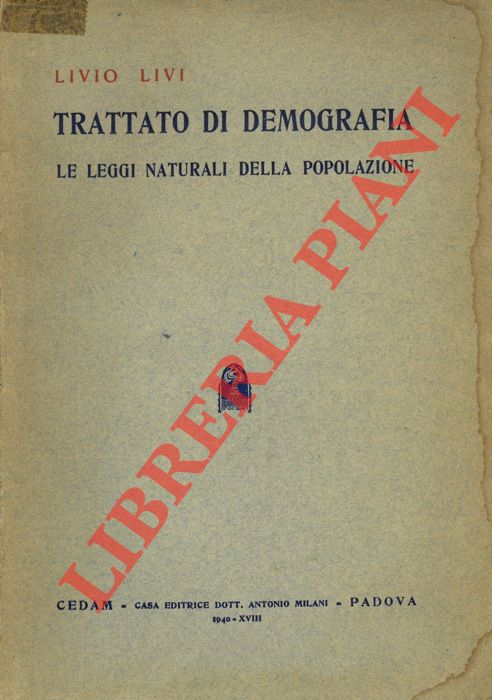 LIVIO LIVI
TRATTATO DI DEMOGRAFIA
LE LEGGI NATURALI DELLA POPOLAZIONE
LIBRERIA PIANI
CEDAM - CASA EDITRICE DOTT. ANTONIO MILANI - PADOVA
1940-XVIII